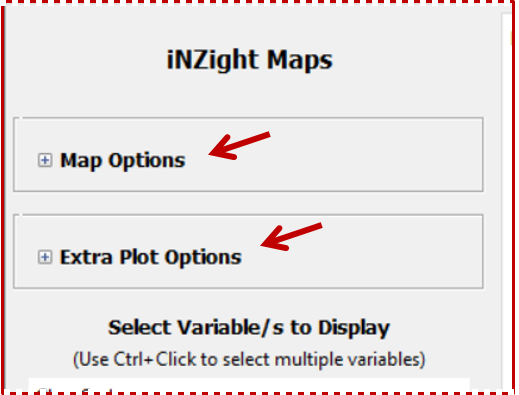 iNZight Maps
Map Options
Extra Plot Options
Select Variable/s to Display
(Use Ctrl+Click to select multiple variables)